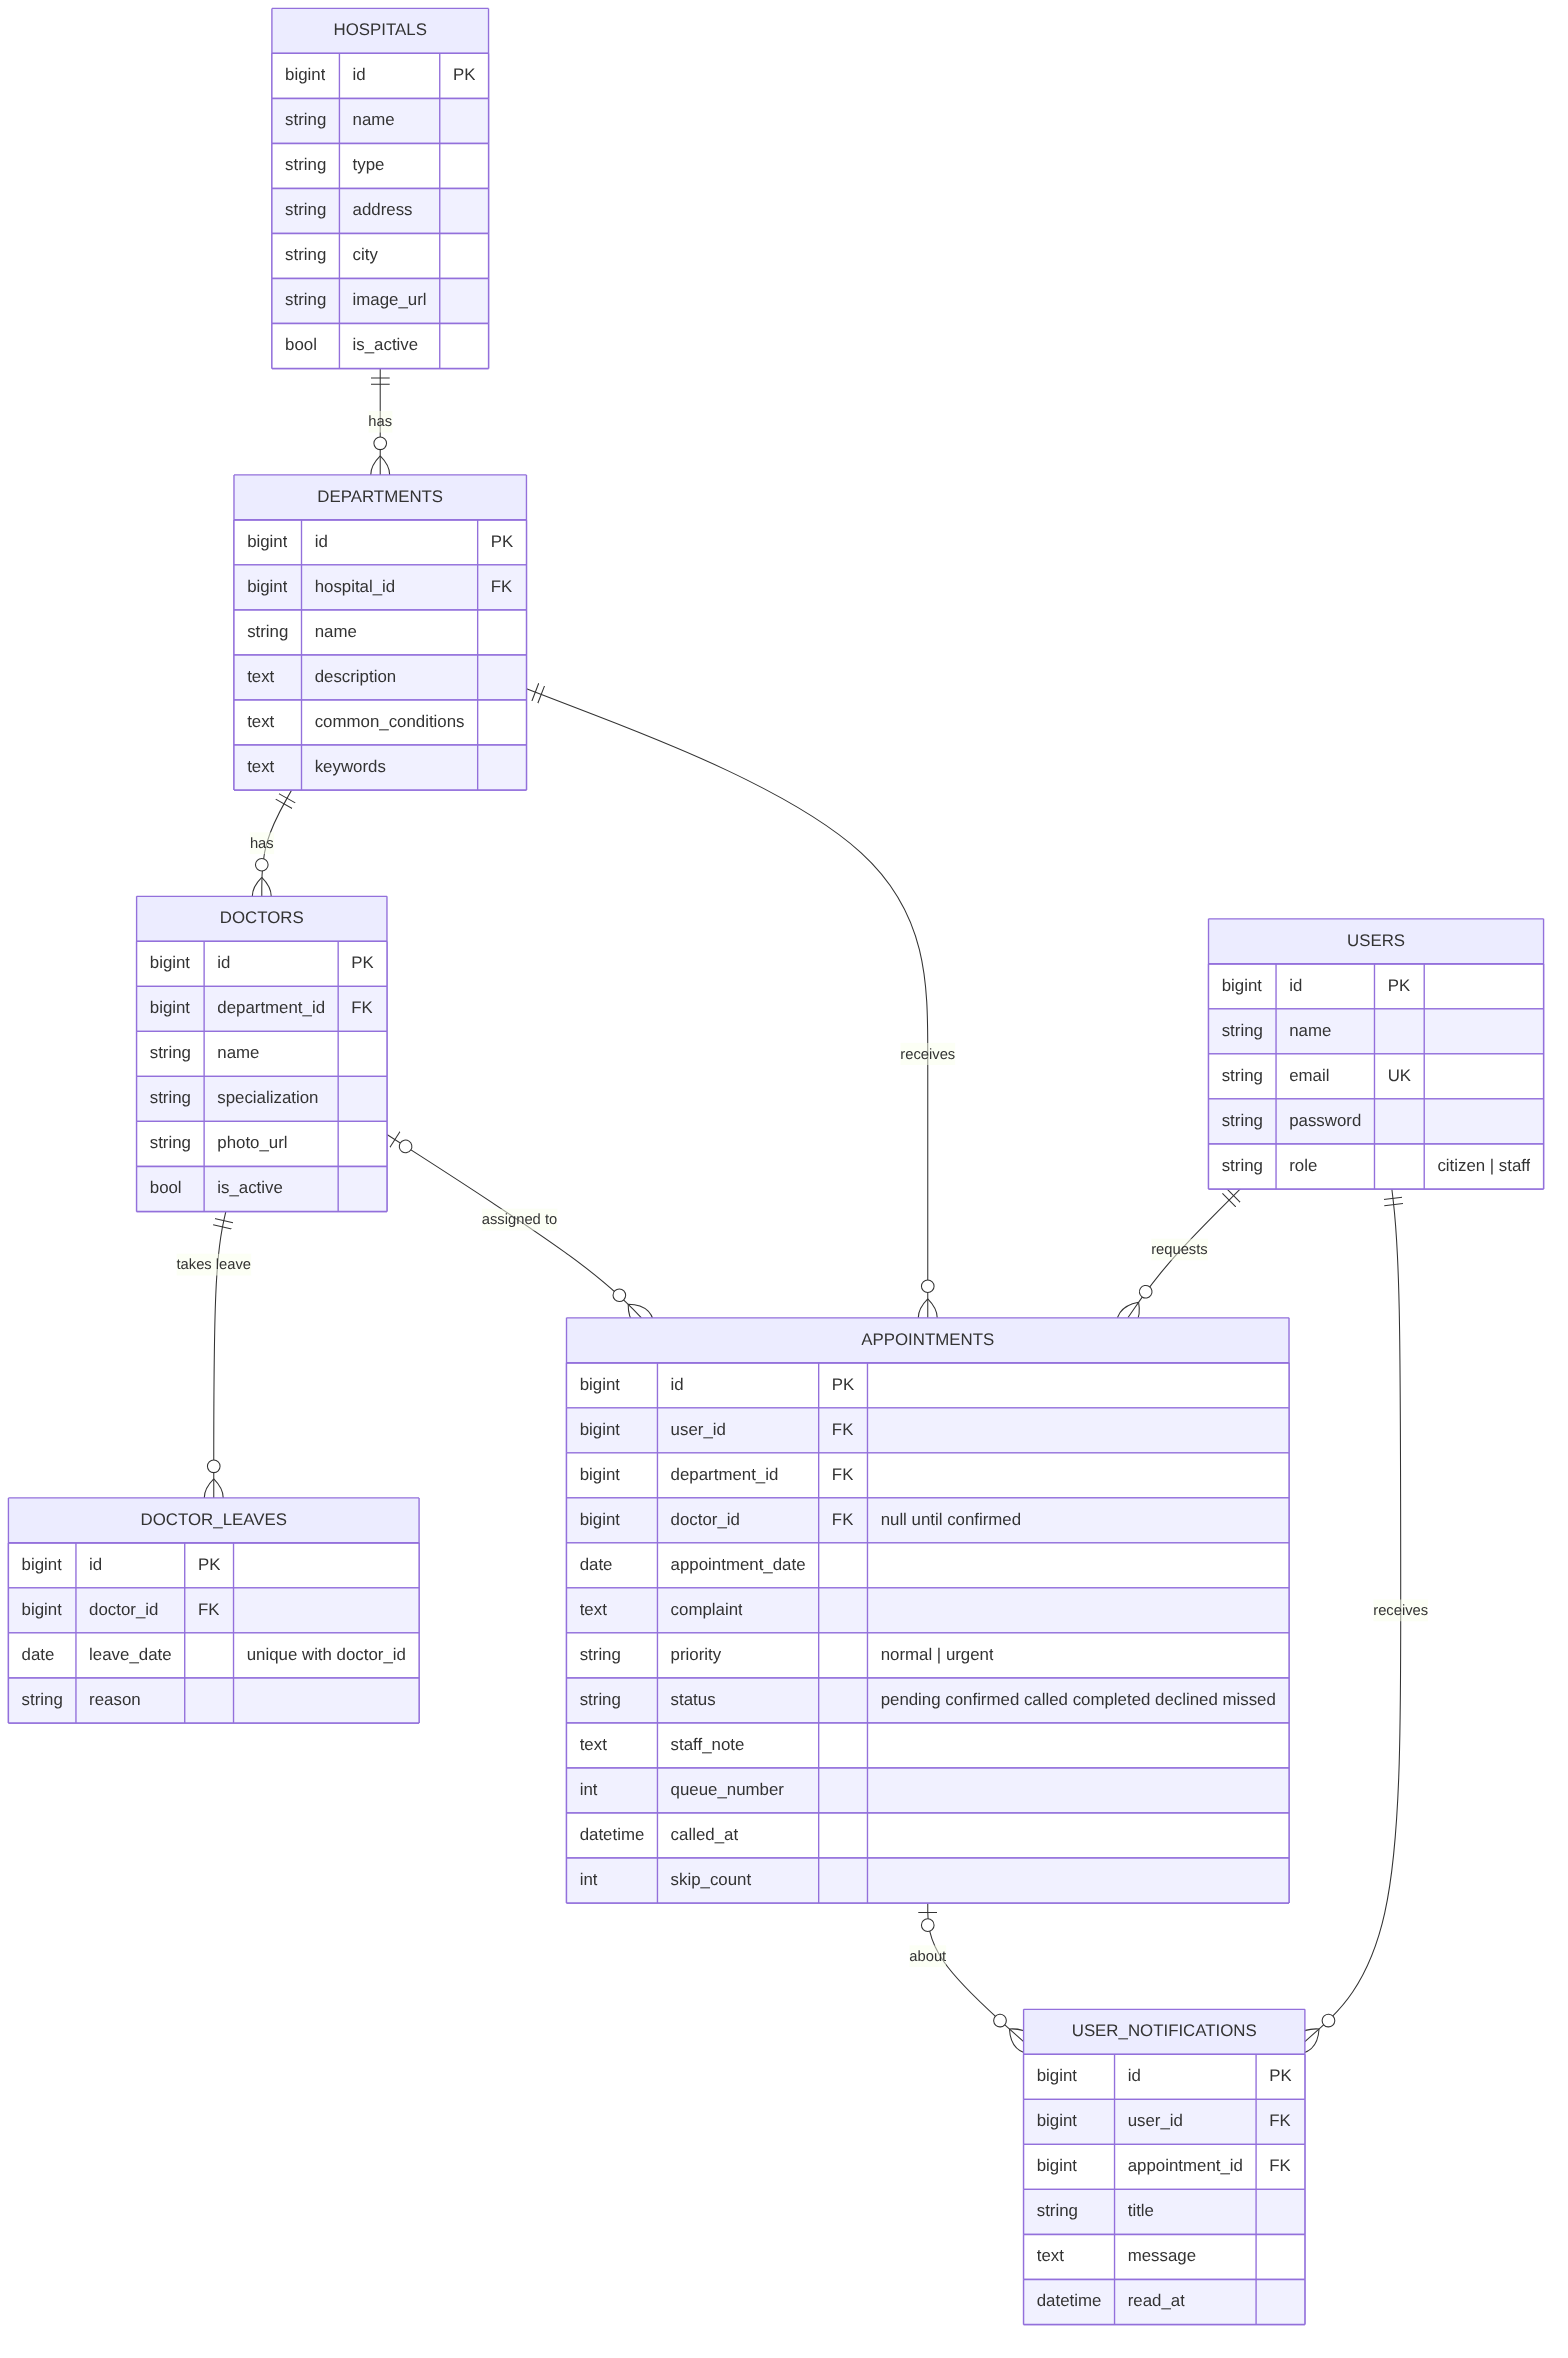 HOSPITALS
bigint id PK
string name
string type
string address
string city
string image_url
bool is_active
has
DEPARTMENTS
bigint id PK
bigint hospital_id FK
string name
text description
text common_conditions
text keywords
has
DOCTORS
bigint id PK
bigint department_id FK
string name
string specialization
string photo_url
bool is_active
receives
USERS
bigint id PK
string name
string email UK
string password
string role citizen | staff
takes leave
assigned to
requests
APPOINTMENTS
bigint id PK
bigint user_id FK
bigint department_id FK
bigint doctor_id FK null until confirmed
date appointment_date
text complaint
string priority normal | urgent
string status pending confirmed called completed declined missed
text staff_note
int queue_number
datetime called_at
int skip_count
DOCTOR_LEAVES
bigint id PK
bigint doctor_id FK
date leave_date unique with doctor_id
string reason
receives
about
USER_NOTIFICATIONS
bigint id PK
bigint user_id FK
bigint appointment_id FK
string title
text message
datetime read_at